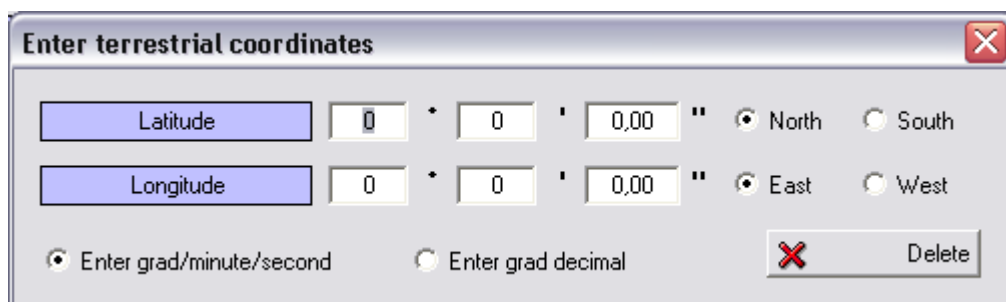 Enter terrestrial coordinates
Latitude 0 ° 0 ' 0,00 " North South
Longitude 0 ° 0 ' 0,00 " East West
Enter grad/minute/second Enter grad decimal Delete